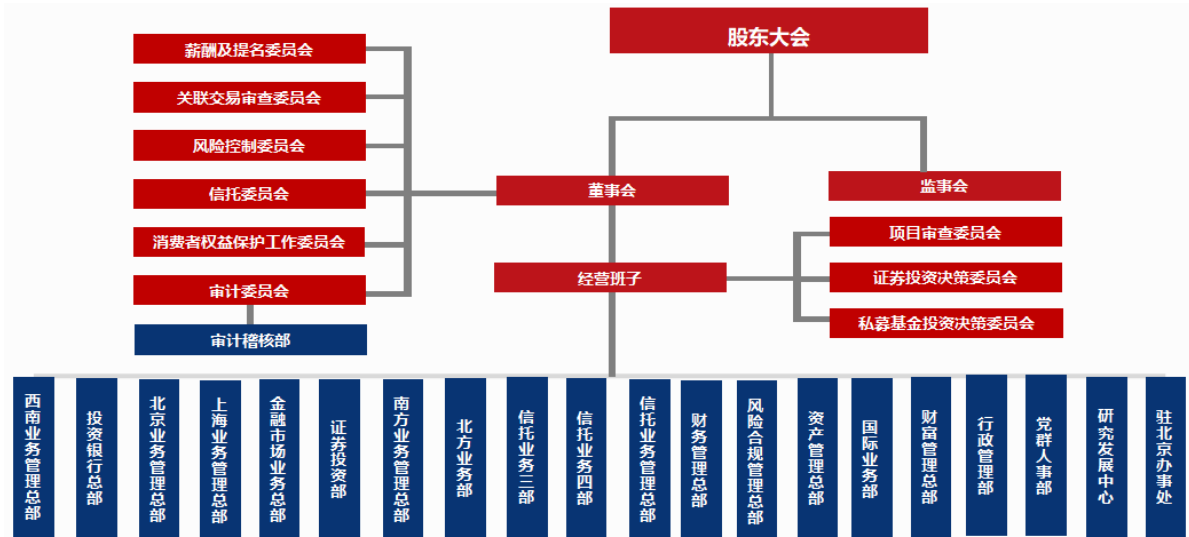 股东大会
薪酬及提名委员会
关联交易审查委员会
风险控制委员会
信托委员会
消费者权益保护工作委员会
审计委员会
审计稽核部
董事会
监事会
经营班子
项目审查委员会
证券投资决策委员会
私募基金投资决策委员会
西南业务管理总部
投资银行总部
北京业务管理总部
上海业务管理总部
金融市场业务总部
证券投资部
南方业务管理总部
北方业务部
信托业务三部
信托业务四部
信托业务管理总部
财务管理总部
风险合规管理总部
资产管理总部
国际业务部
财富管理总部
行政管理部
党群人事部
研究发展中心
驻北京办事处